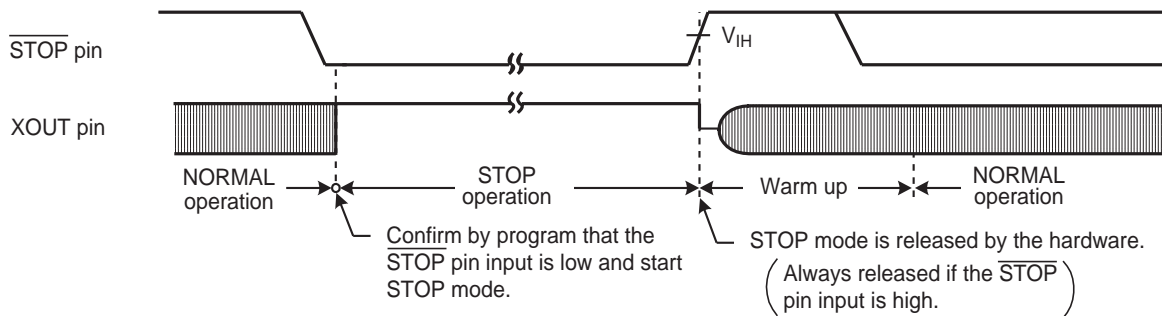 STOP pin
VIH
XOUT pin
NORMAL
operation
STOP
operation
Warm up
NORMAL
operation
Confirm by program that the
STOP pin input is low and start
STOP mode.
STOP mode is released by the hardware.
( Always released if the STOP )
pin input is high.